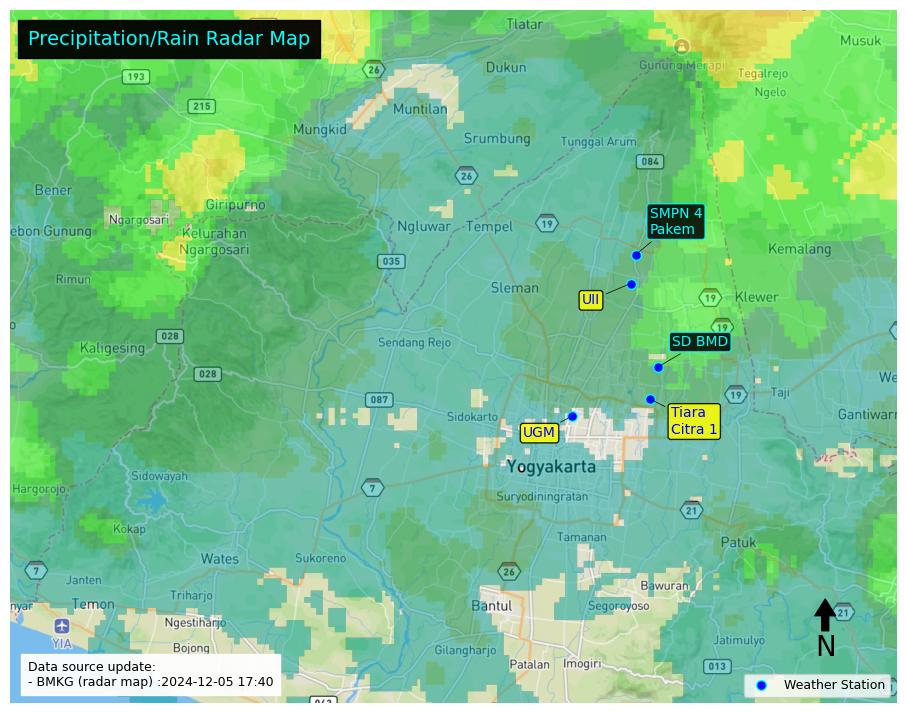 Precipitation/Rain Radar Map
Tlatar
Musuk
26
Gunung Merapi
193
Dukun
Tegalrejo
Ngelo
215
Muntilan
Mungkid
Srumbung
Tunggal Arum
084
26
Bener
Giripurno
Ngargosari
SMPN 4
Pakem
ebon Gunung
Kelurahan
Ngargosari
Ngluwar
Tempel
19
Kemalang
035
Rimun
Sleman
UII
19
Klewer
19
028
Kaligesing
Sendang Rejo
SD BMD
028
087
19
Taji
We
Sidokarto
Tiara
Citra 1
Gantiwarn
UGM
Yogyakarta
Sidowayah
Hargorojo
7
Suryodiningratan
21
Kokap
Tamanan
Patuk
Wates
Sukoreno
7
26
Janten
Bawuran
Triharjo
nyar
Temon
Bantul
Segoroyoso
21
Ngestiharjo
YIA
Bojong
Jatimulyo
N
Gilangharjo
Patalan
Imogiri
013
Data source update:
- BMKG (radar map) :2024-12-05 17:40
Weather Station